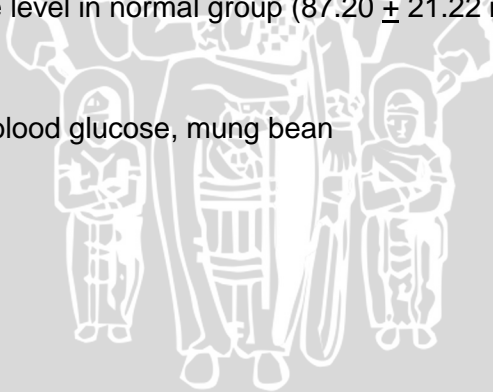 level in normal group (87.20 ± 21.22
blood glucose, mung bean